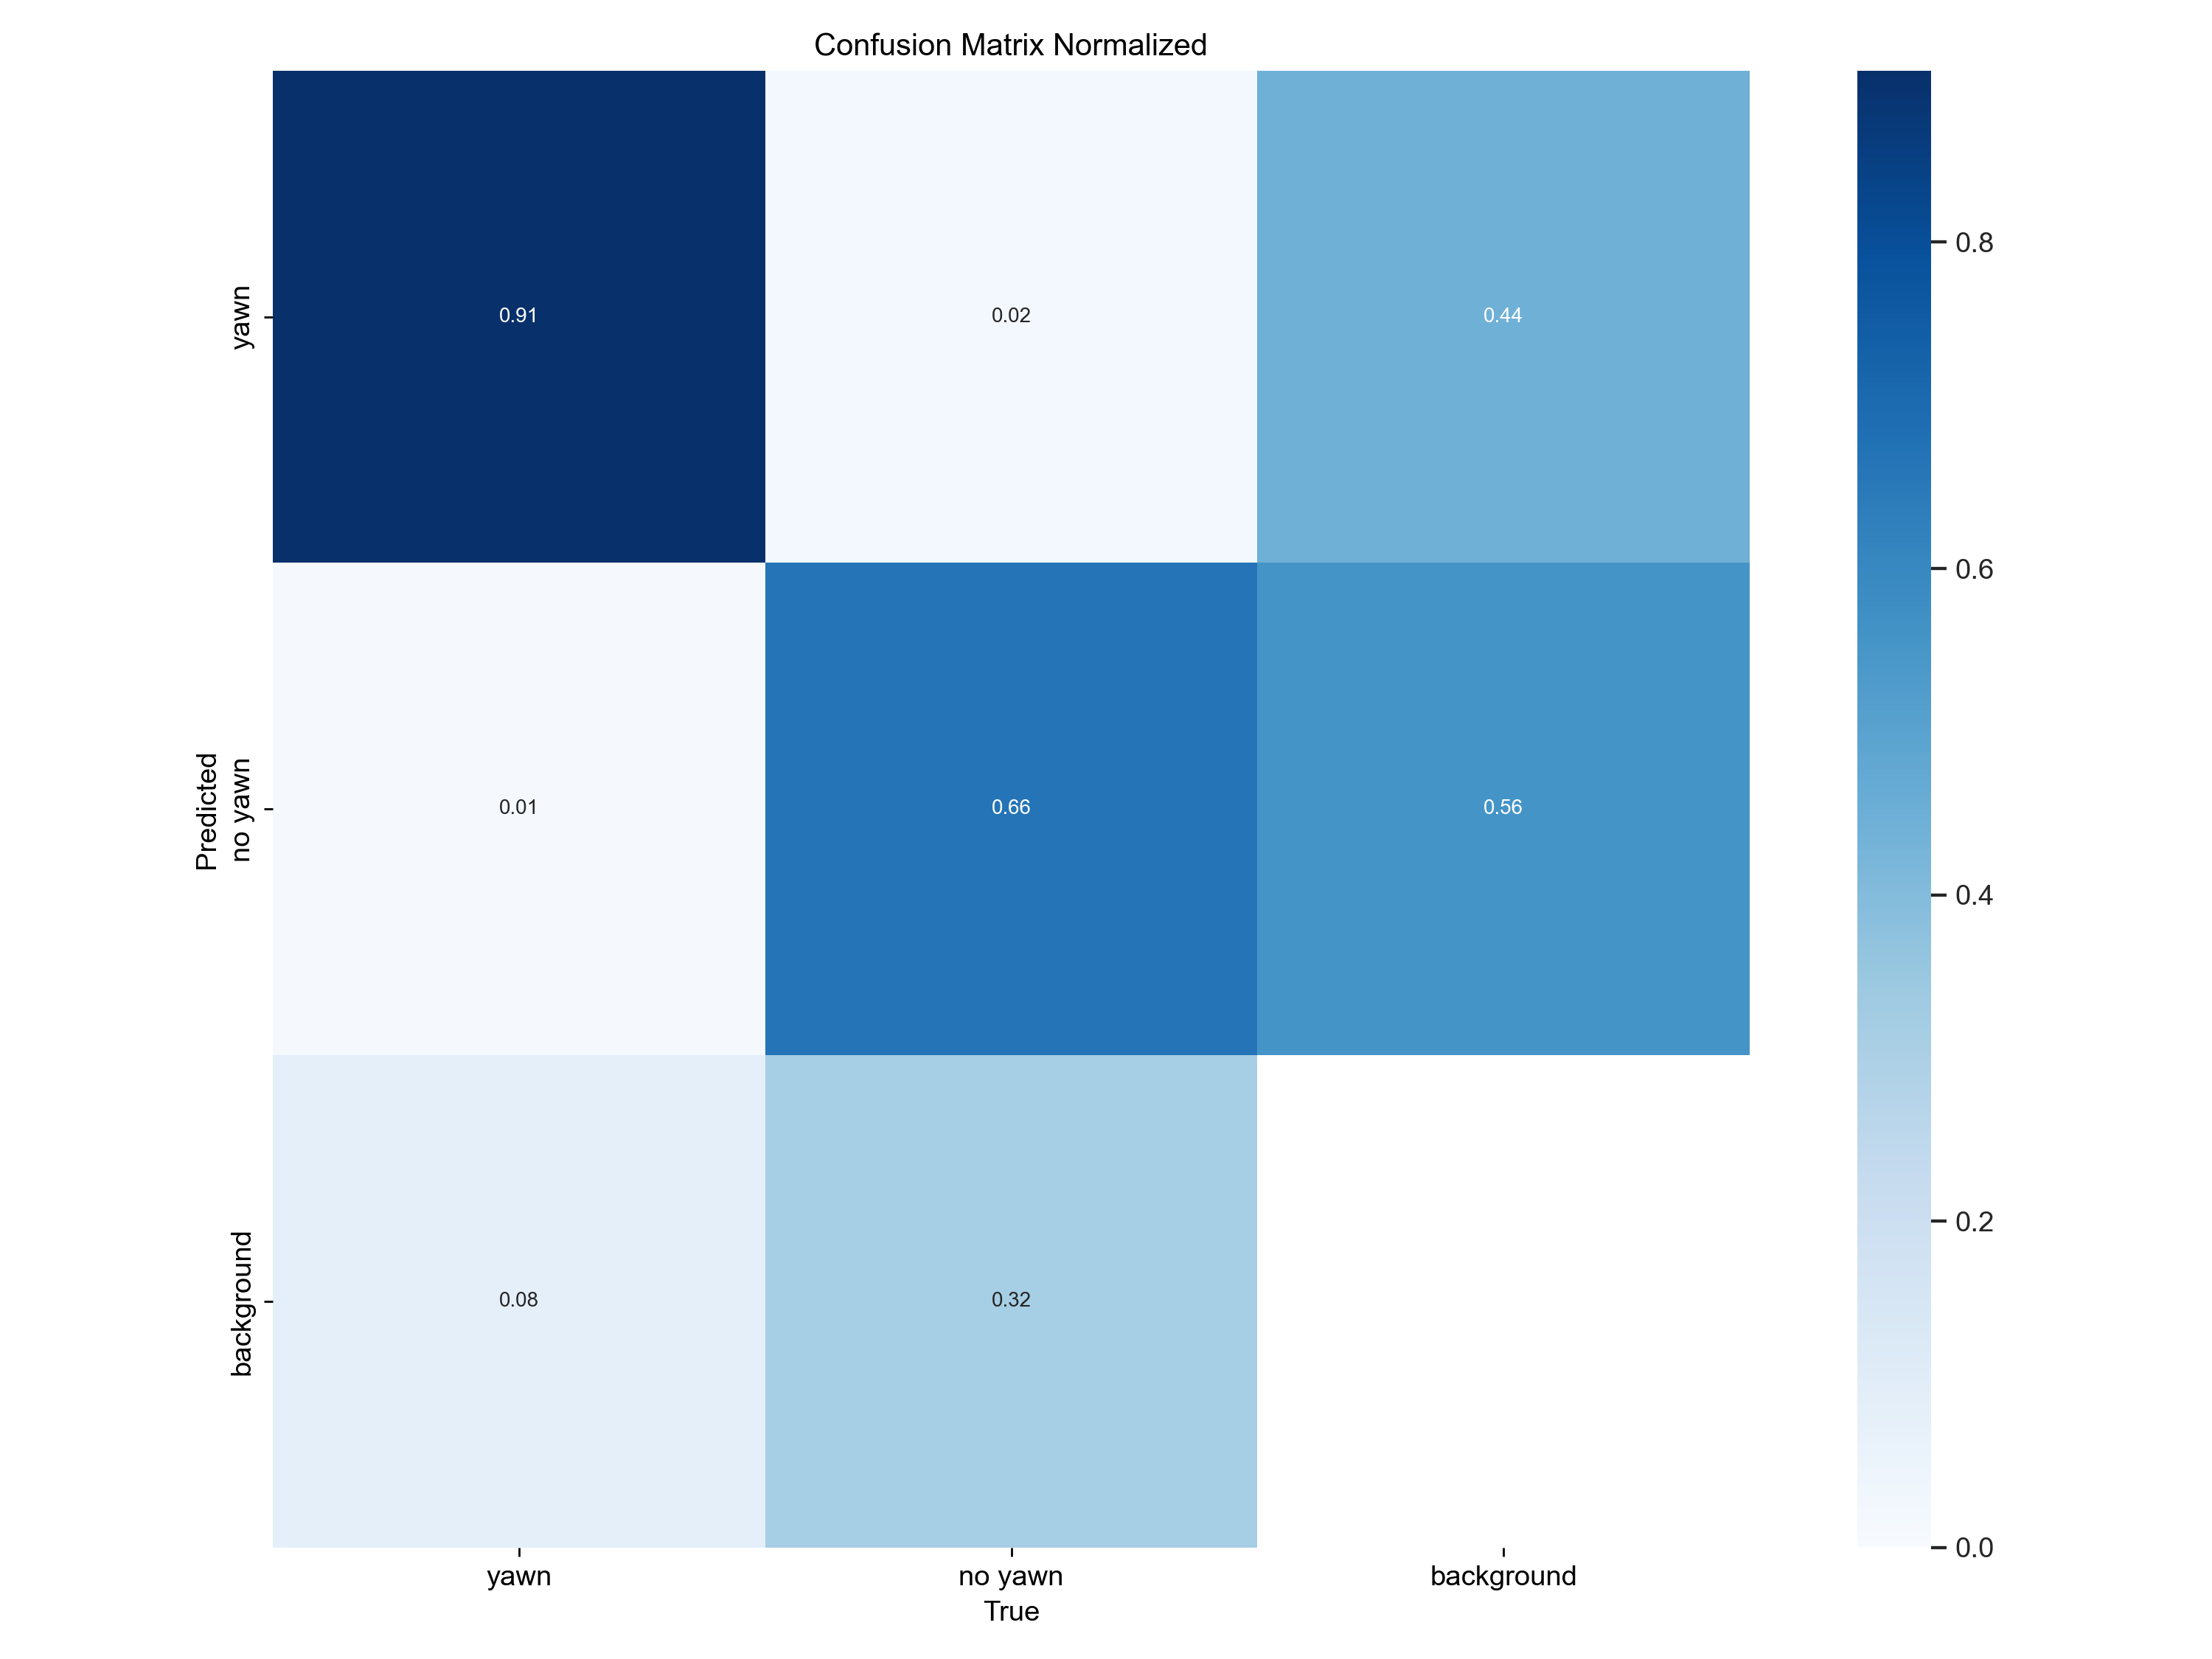 Confusion Matrix Normalized
yawn
0.91
0.02
0.44
0.8
0.6
Predicted
no yawn
0.01
0.66
0.56
0.4
background
0.08
0.32
0.2
0.0
yawn
no yawn
background
True